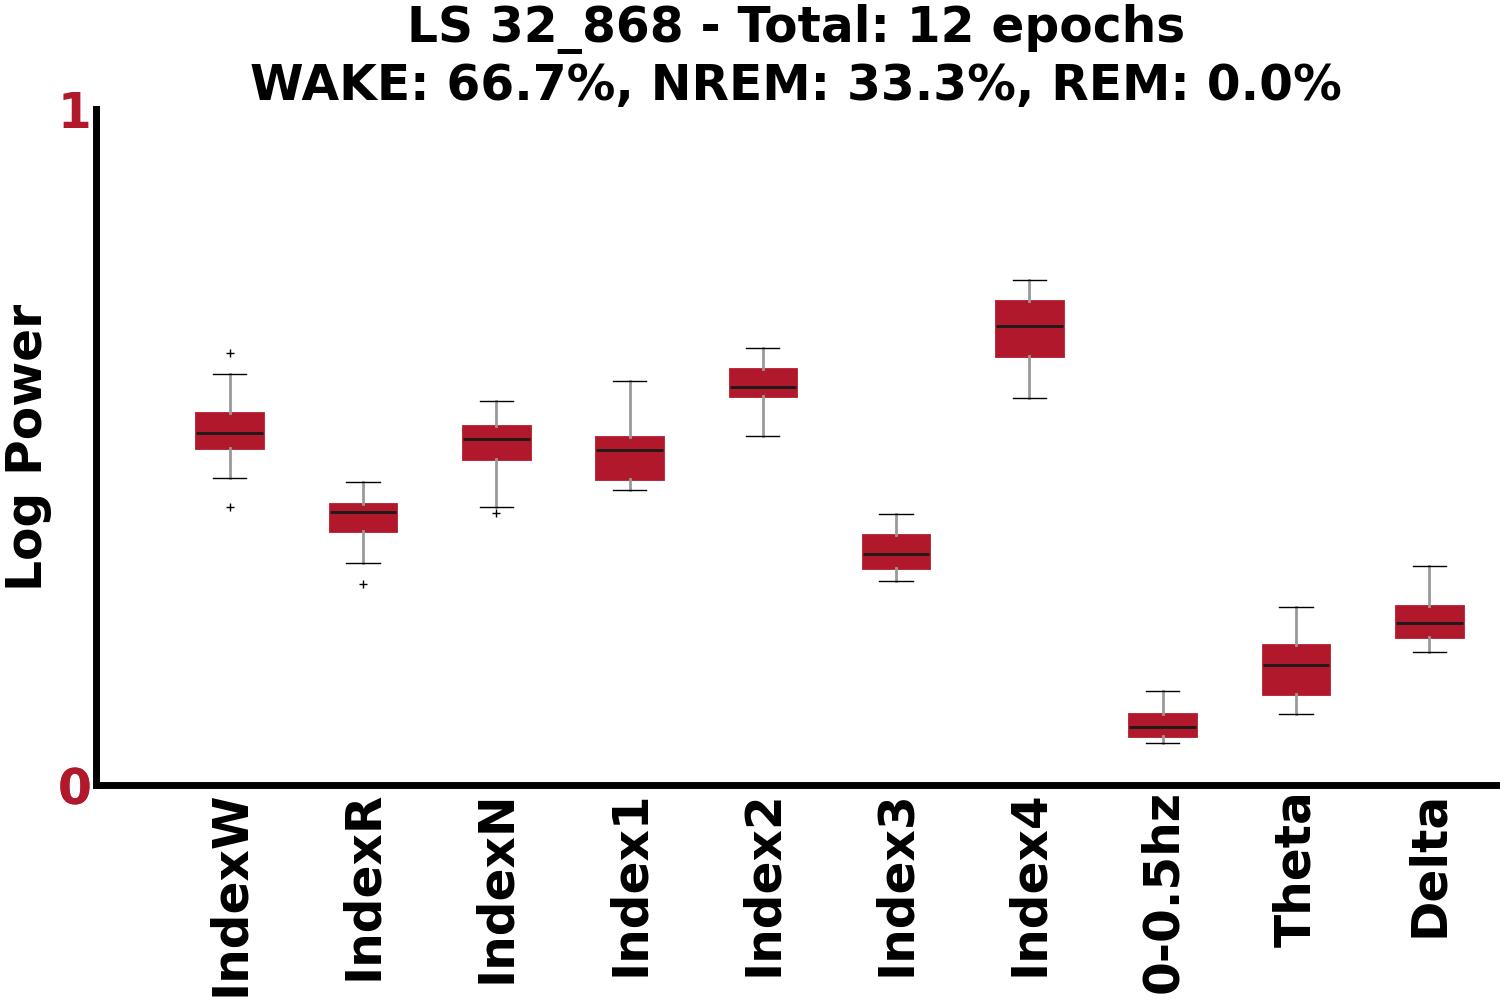 LS 32_868 - Total: 12 epochs
WAKE: 66.7%, NREM: 33.3%, REM: 0.0%
1
Log Power
0
IndexW
IndexR
IndexN
Index1
Index2
Index3
Index4
0-0.5hz
Theta
Delta